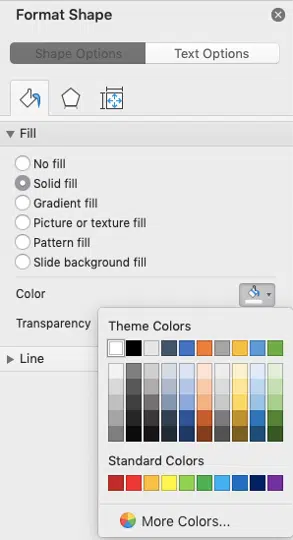 Format Shape
Shape Options Text Options
Fill
No fill
Solid fill
Gradient fill
Picture or texture fill
Pattern fill
Slide background fill
Color
Transparency
Theme Colors
Line
Standard Colors
More Colors...